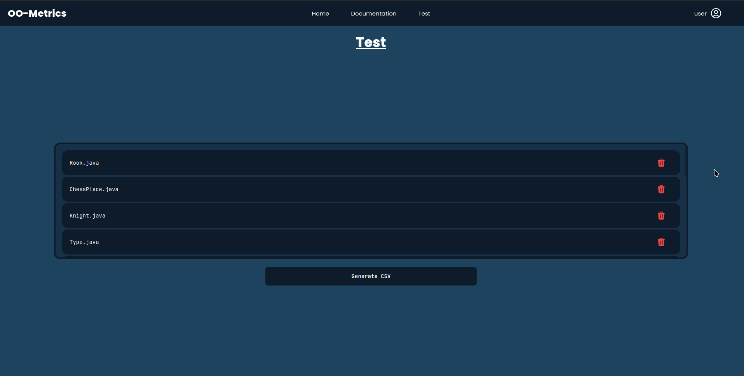 OO-Metrics
Home Documentation Test
user
Test
Rook.java
ChessPiece.java
Knight.java
Type.java
Generate CSV